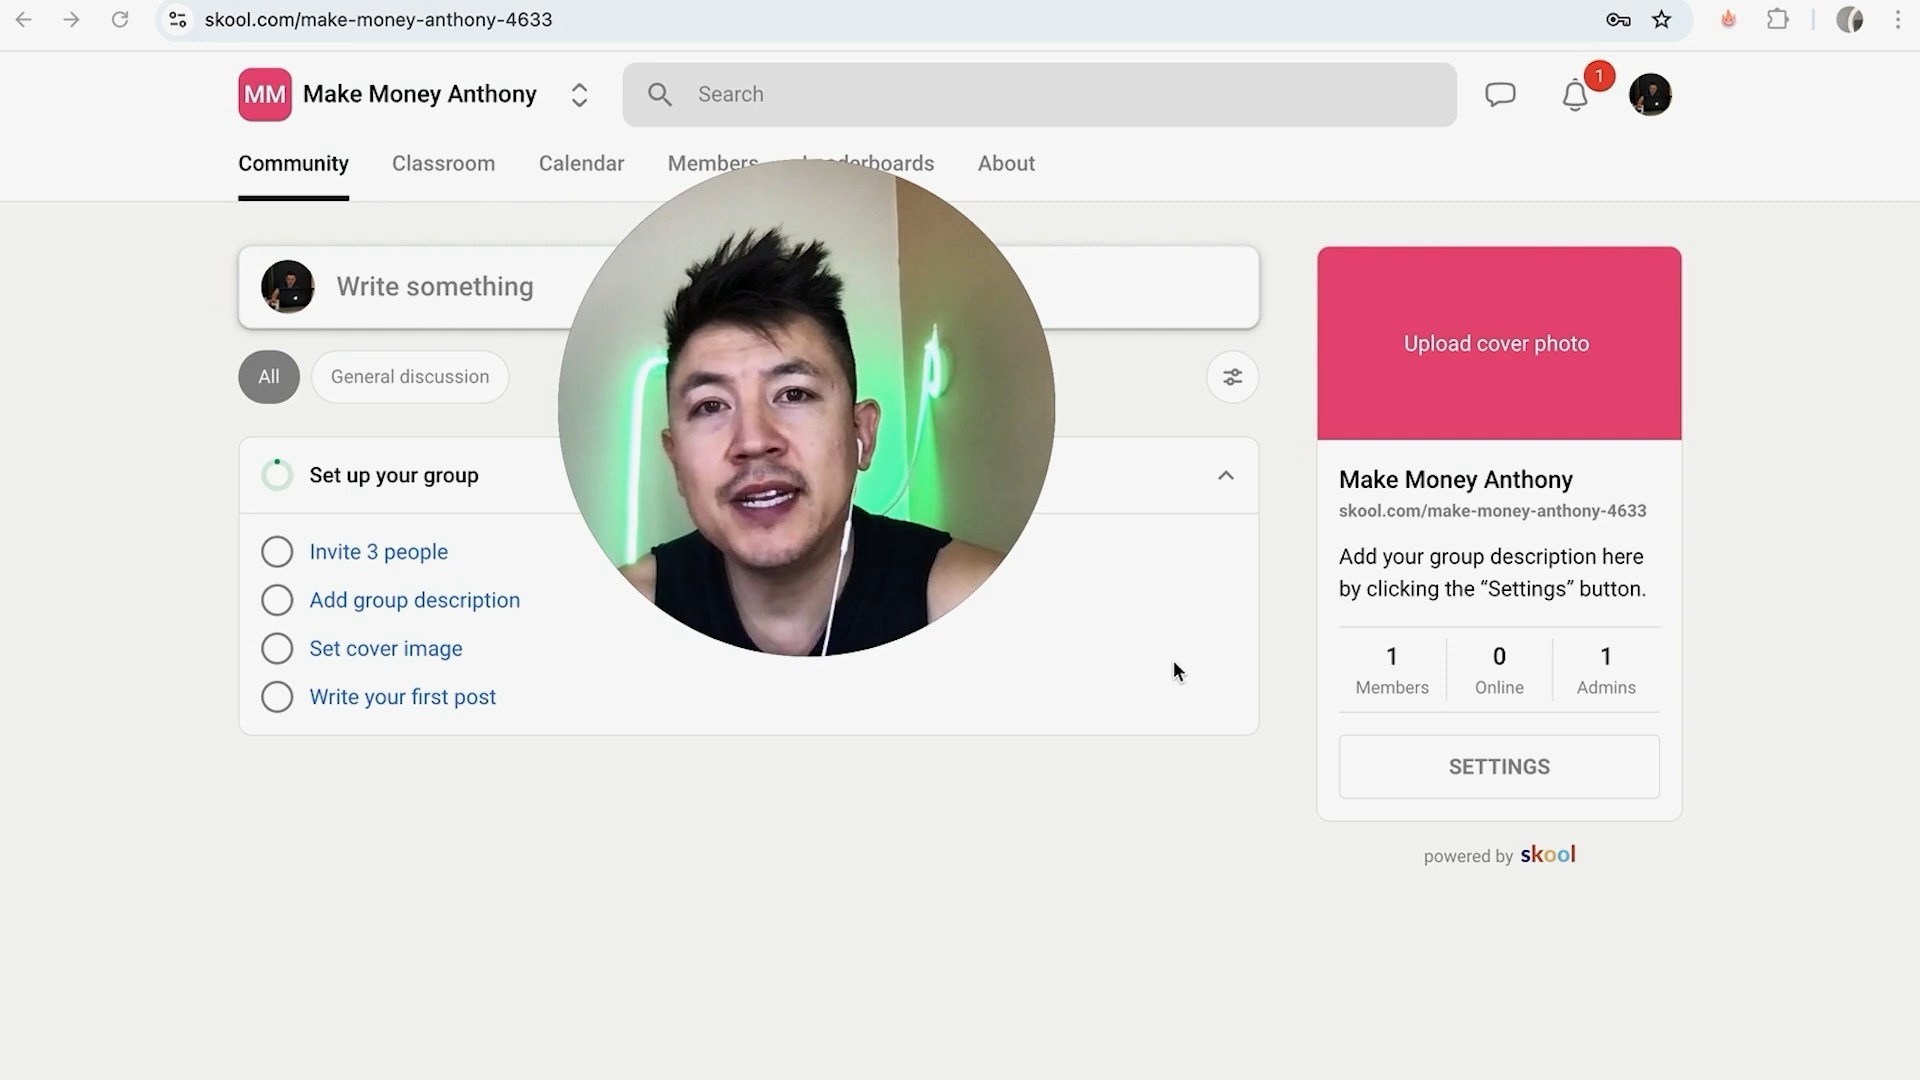 skool.com/make-money-anthony-4633
MM Make Money Anthony
Search
1
Community Classroom Calendar Members Leaderboards About
Write something
All General discussion
Set up your group
Invite 3 people
Add group description
Set cover image
Write your first post
Upload cover photo
Make Money Anthony
skool.com/make-money-anthony-4633
Add your group description here
by clicking the “Settings” button.
1 0 1
Members Online Admins
SETTINGS
powered by skool